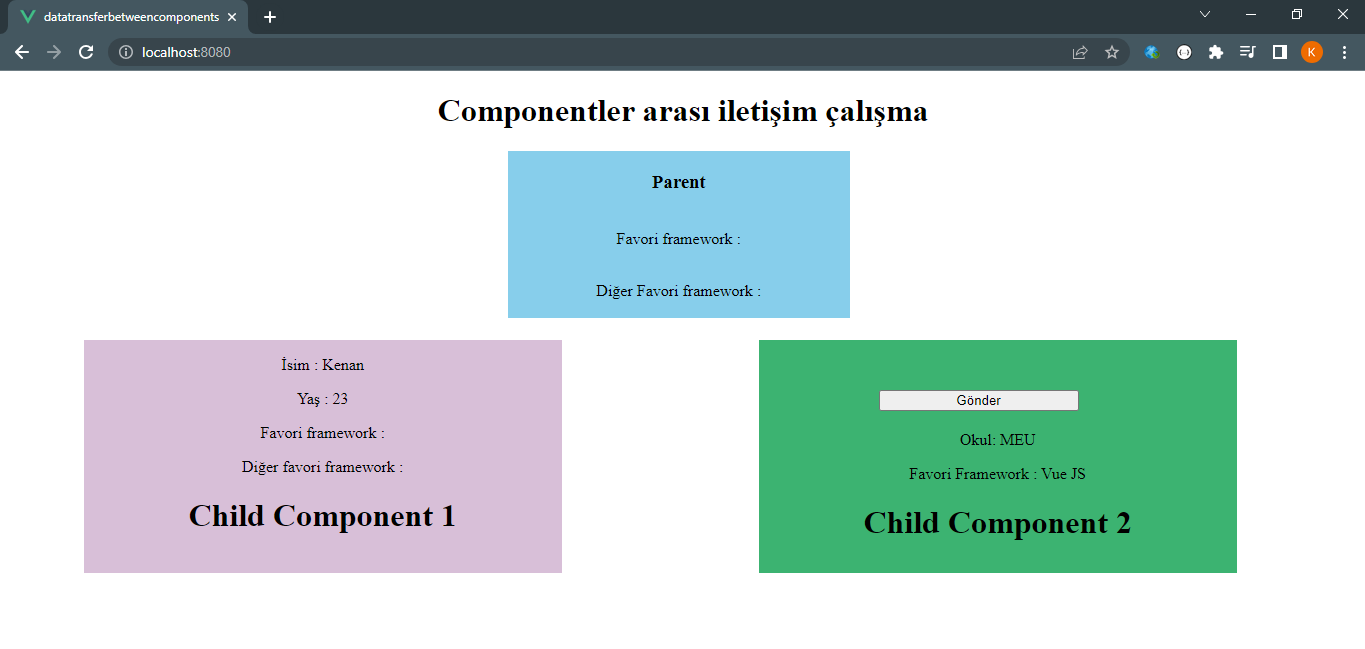 datatransferbetweencomponents
localhost:8080
K
Componentler arası iletişim çalışma
Parent
Favori framework :
Diğer Favori framework :
İsim : Kenan
Yaş : 23
Favori framework :
Diğer favori framework :
Child Component 1
Gönder
Okul: MEU
Favori Framework : Vue JS
Child Component 2